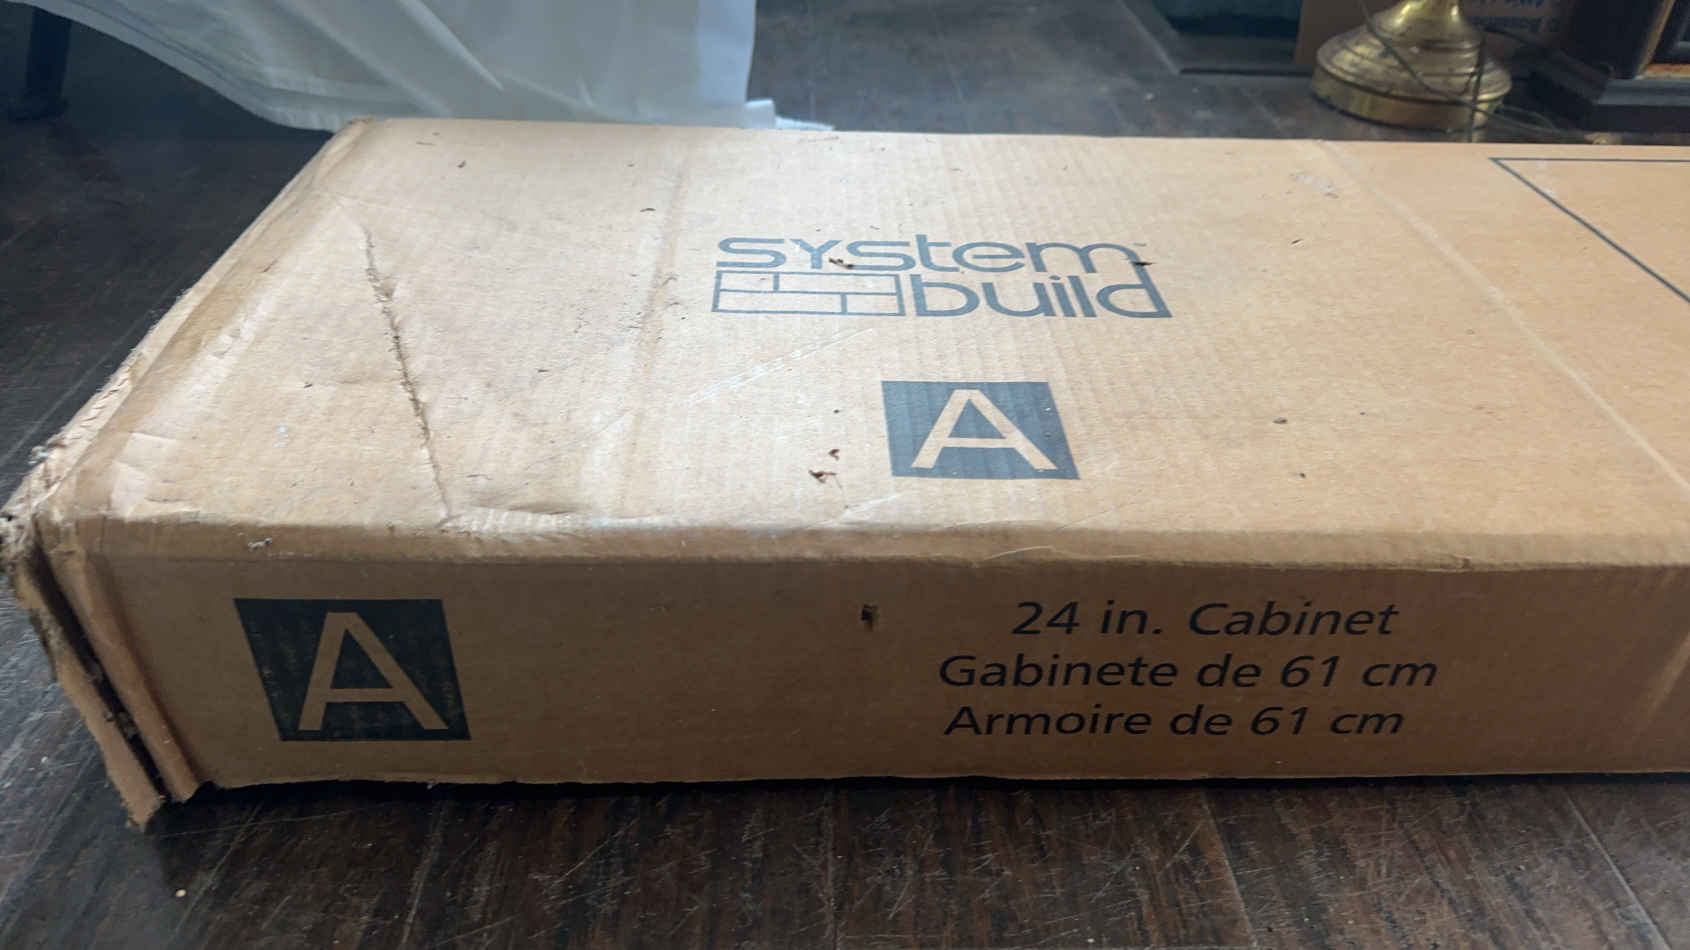 system
build
A
A
24 in. Cabinet
Gabinete de 61 cm
Armoire de 61 cm